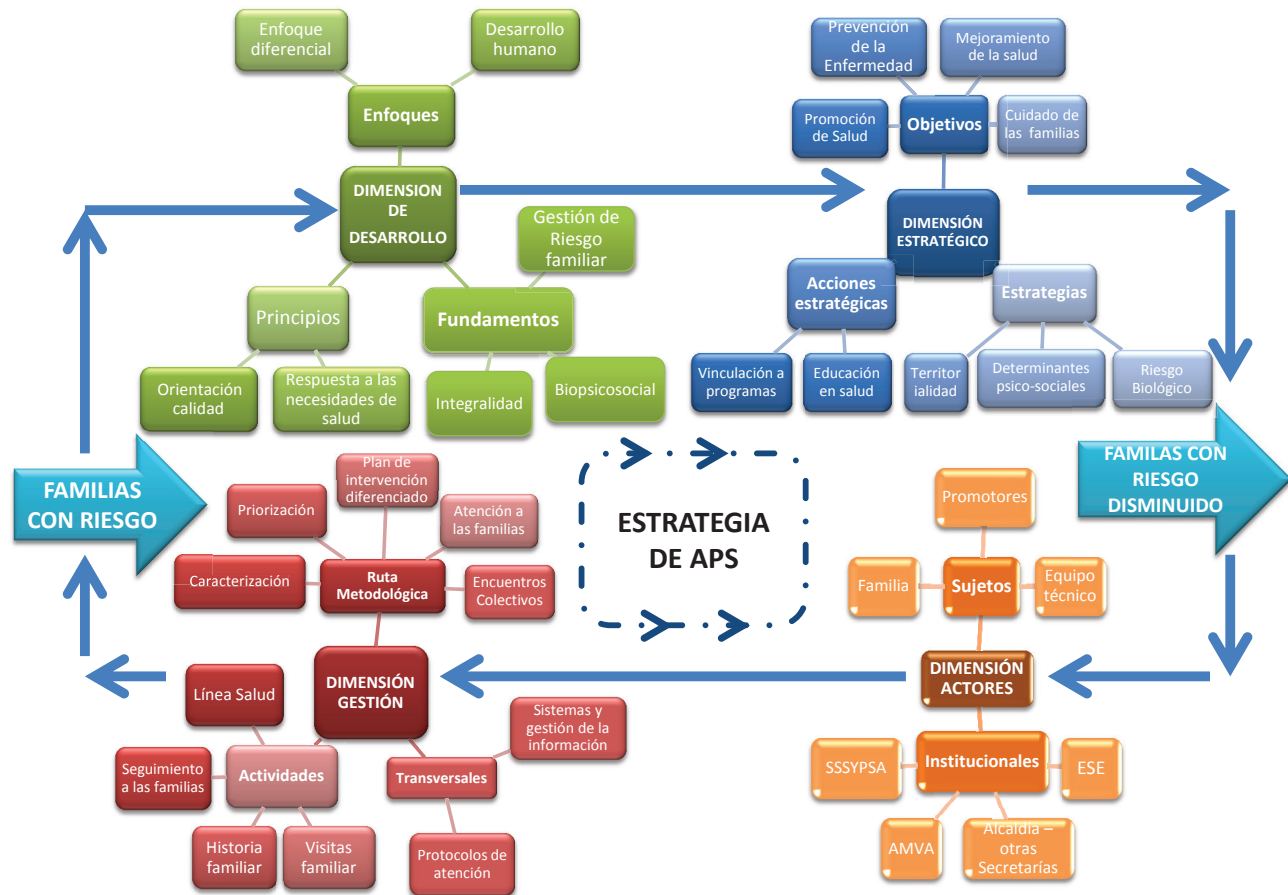 Enfoque
diferencial
Desarrollo
humano
Enfoques
DIMENSION
DE
DESARROLLO
Gestión de
Riesgo
familiar
Principios
Fundamentos
Orientación
calidad
Respuesta a las
necesidades de
salud
Integralidad
Biopsicosocial
Prevención
de la
Enfermedad
Mejoramiento
de la salud
Promoción
de Salud
Objetivos
Cuidado de
las familias
DIMENSIÓN
ESTRATÉGICO
Acciones
estratégicas
Estrategias
Vinculación a
programas
Educación
en salud
Territor
ialidad
Determinantes
psico-sociales
Riesgo
Biológico
FAMILIAS
CON RIESGO
ESTRATEGIA
DE APS
FAMILAS CON
RIESGO
DISMINUIDO
Plan de
intervención
diferenciado
Priorización
Atención a
las familias
Caracterización
Ruta
Metodológica
Encuentros
Colectivos
DIMENSIÓN
GESTIÓN
Línea Salud
Sistemas y
gestión de la
información
Seguimiento
a las familias
Actividades
Transversales
Historia
familiar
Visitas
familiar
Protocolos de
atención
Promotores
Familia
Sujetos
Equipo
técnico
DIMENSIÓN
ACTORES
SSSYPSA
Institucionales
ESE
AMVA
Alcaldía –
otras
Secretarías